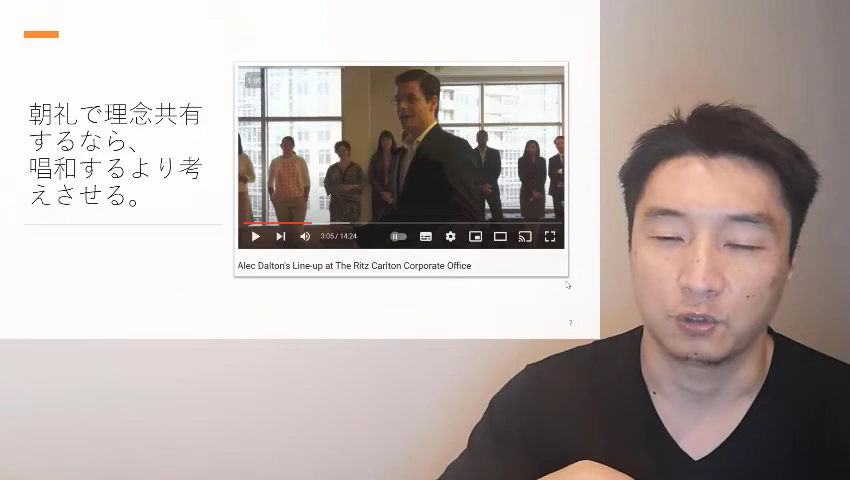 朝礼で理念共有
するなら、
唱和するより考
えさせる。
1:00
3:05 / 14:24
Alec Dalton's Line-up at The Ritz Carlton Corporate Office
7